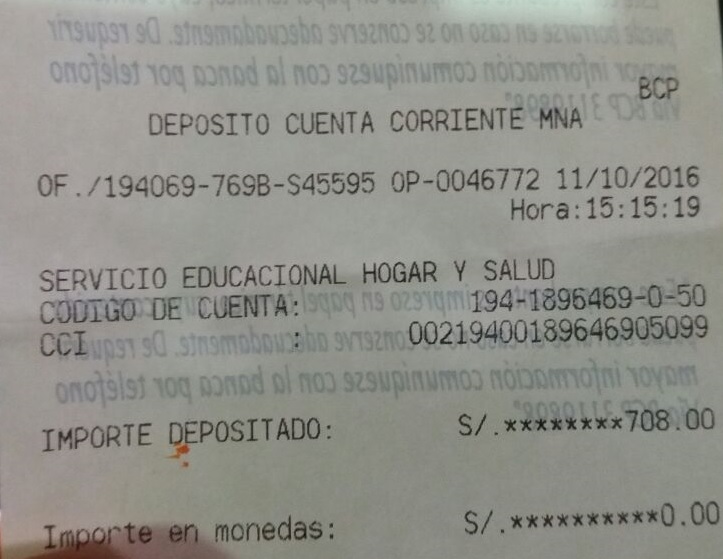 BCP
DEPOSITO CUENTA CORRIENTE MNA
OF./194069-769B-S45595 OP-0046772 11/10/2016
Hora:15:15:19
SERVICIO EDUCACIONAL HOGAR Y SALUD
CODIGO DE CUENTA: 194-1896469-0-50
CCI : 00219400189646905099
IMPORTE DEPOSITADO: S/.********708.00
Importe en monedas: S/.**********0.00